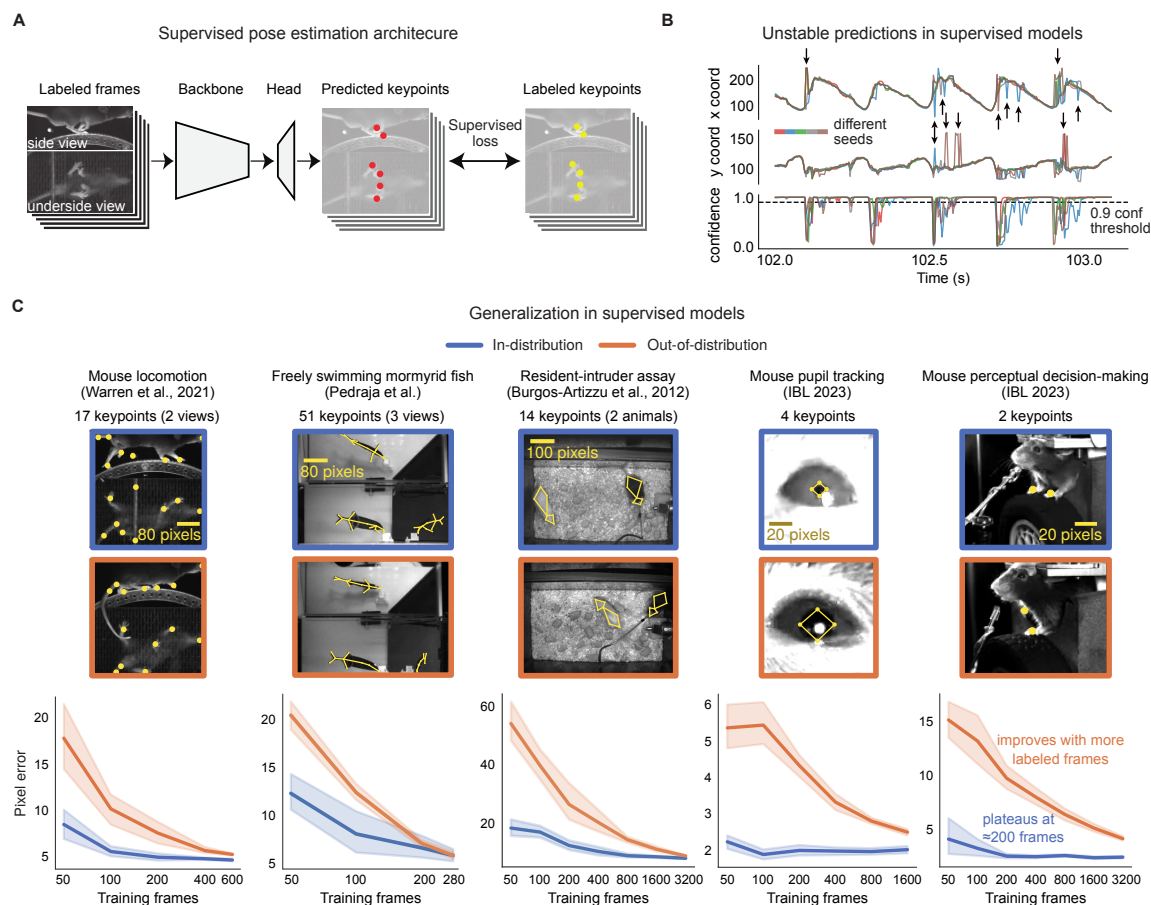 A
Supervised pose estimation architecure
Labeled frames
Backbone
Head
Predicted keypoints
Labeled keypoints
side view
underside view
Supervised
loss
B
Unstable predictions in supervised models
x coord
200
100
y coord
150
100
different
seeds
confidence
1.0
0.0
0.9 conf
threshold
102.0
102.5
103.0
Time (s)
C
Generalization in supervised models
In-distribution
Out-of-distribution
Mouse locomotion
(Warren et al., 2021)
17 keypoints (2 views)
80 pixels
Freely swimming mormyrid fish
(Pedraja et al.)
51 keypoints (3 views)
80 pixels
Resident-intruder assay
(Burgos-Artizzu et al., 2012)
14 keypoints (2 animals)
100 pixels
Mouse pupil tracking
(IBL 2023)
4 keypoints
20 pixels
Mouse perceptual decision-making
(IBL 2023)
2 keypoints
20 pixels
Pixel error
20
15
10
5
50 100 200 400 600
Training frames
20
15
10
5
50 100 200 280
Training frames
60
40
20
50 100 200 400 800 1600 3200
Training frames
6
5
4
3
2
1
50 100 200 400 800 1600
Training frames
15
10
5
improves with more
labeled frames
plateaus at
≈200 frames
50 100 200 400 800 1600 3200
Training frames